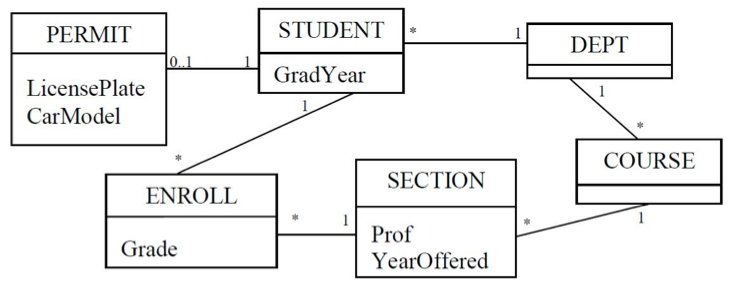 PERMIT
LicensePlate
CarModel
0..1
1
STUDENT
GradYear
*
1
DEPT
1
*
COURSE
1
*
ENROLL
Grade
*
1
SECTION
Prof
YearOffered
*
1